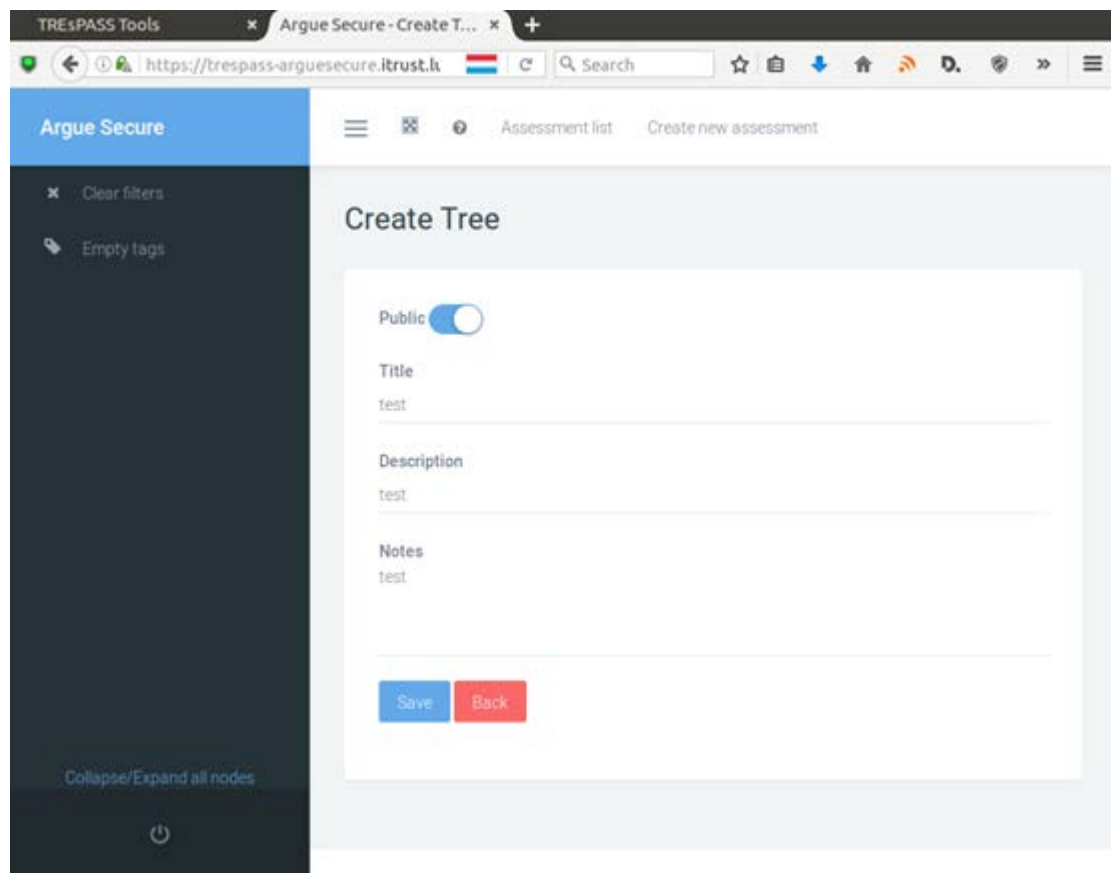 TREsPASS Tools
Argue Secure - Create T...
https://trespass-arguesecure.itrust.lu
Search
D.
Argue Secure
Assessment list
Create new assessment
Clear filters
Empty tags
Create Tree
Public
Title
test
Description
test
Notes
test
Save
Back
Collapse/Expand all nodes